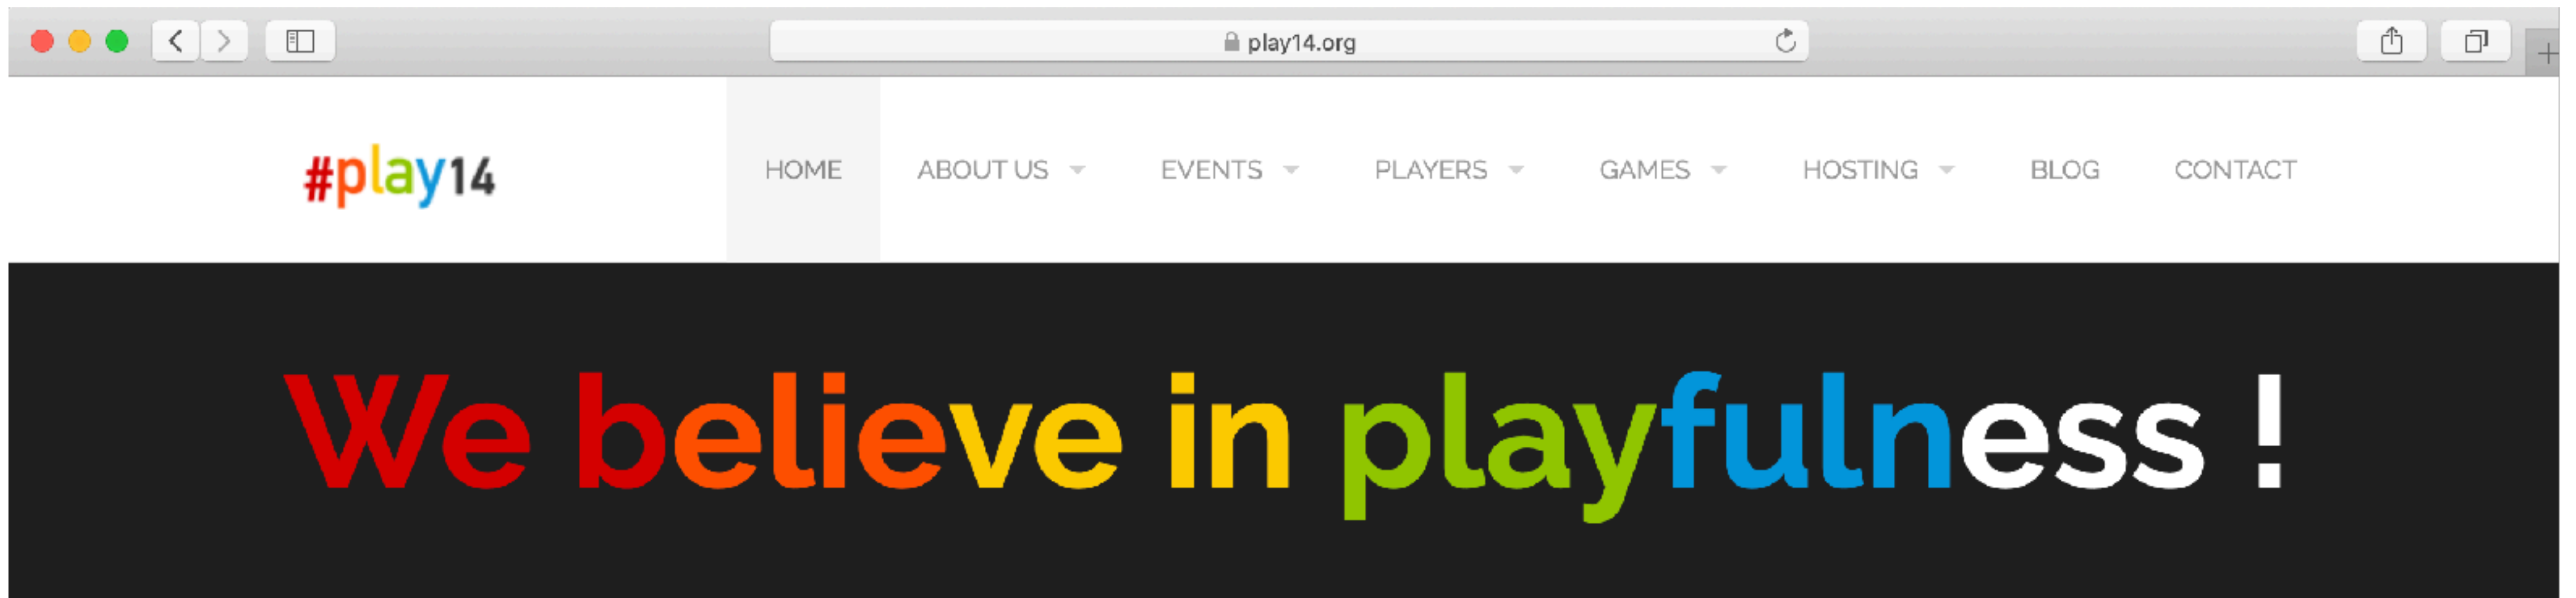 play14.org
#play14
HOME ABOUT US EVENTS PLAYERS GAMES HOSTING BLOG CONTACT
We believe in playfulness !